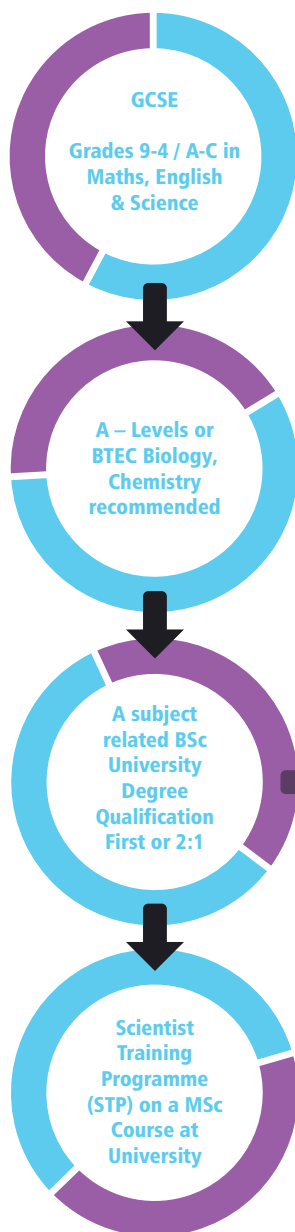 GCSE
Grades 9-4 / A-C in
Maths, English
& Science
A – Levels or
BTEC Biology,
Chemistry
recommended
A subject
related BSc
University
Degree
Qualification
First or 2:1
Scientist
Training
Programme
(STP) on a MSc
Course at
University